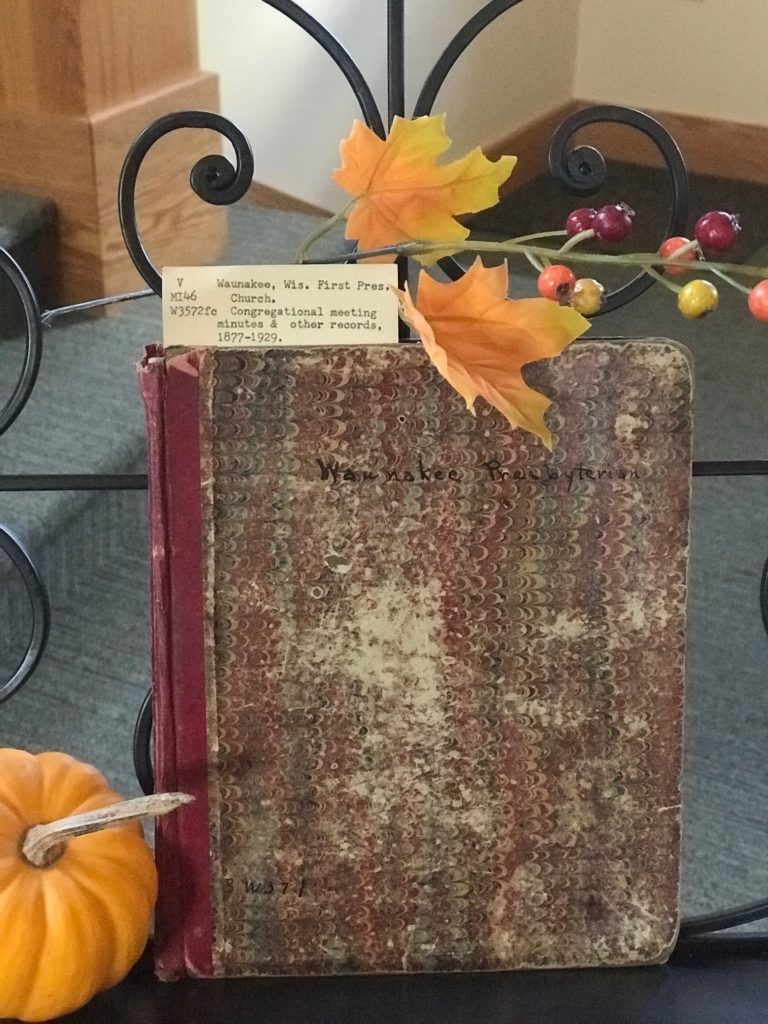 V Waunakee, Wis. First Pres.
MI46 Church.
W3572fc Congregational meeting
minutes & other records,
1877-1929.
Waunakee Presbyterian